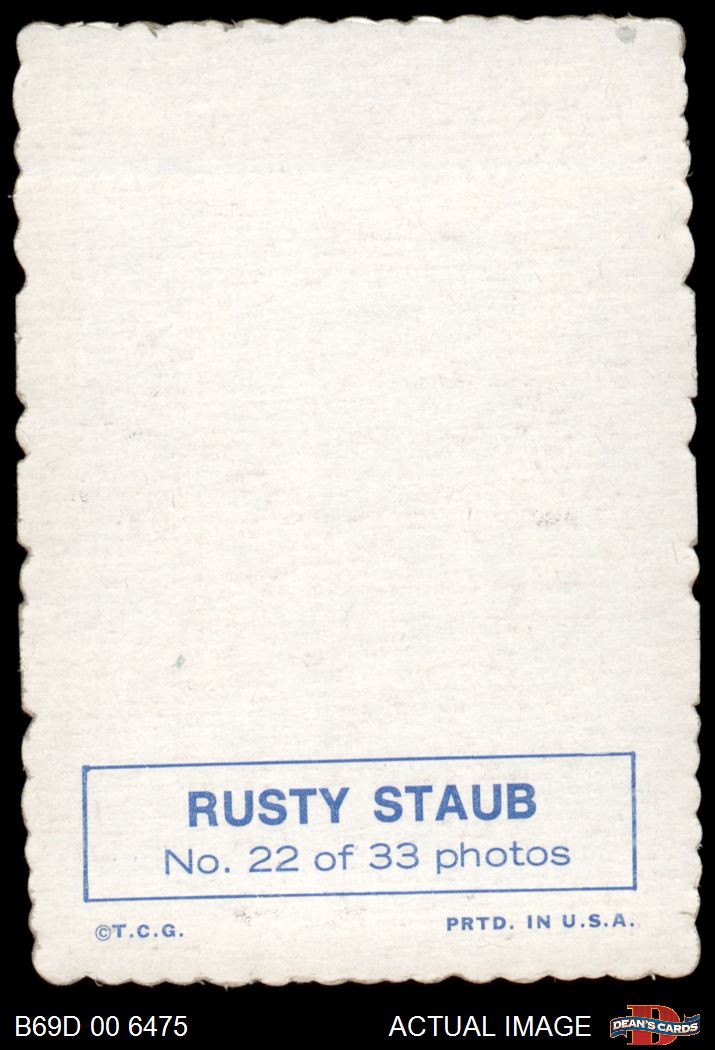 RUSTY STAUB
No. 22 of 33 photos
©T.C.G.
PRTD. IN U.S.A.
B69D 00 6475
ACTUAL IMAGE
DEAN'S CARDS